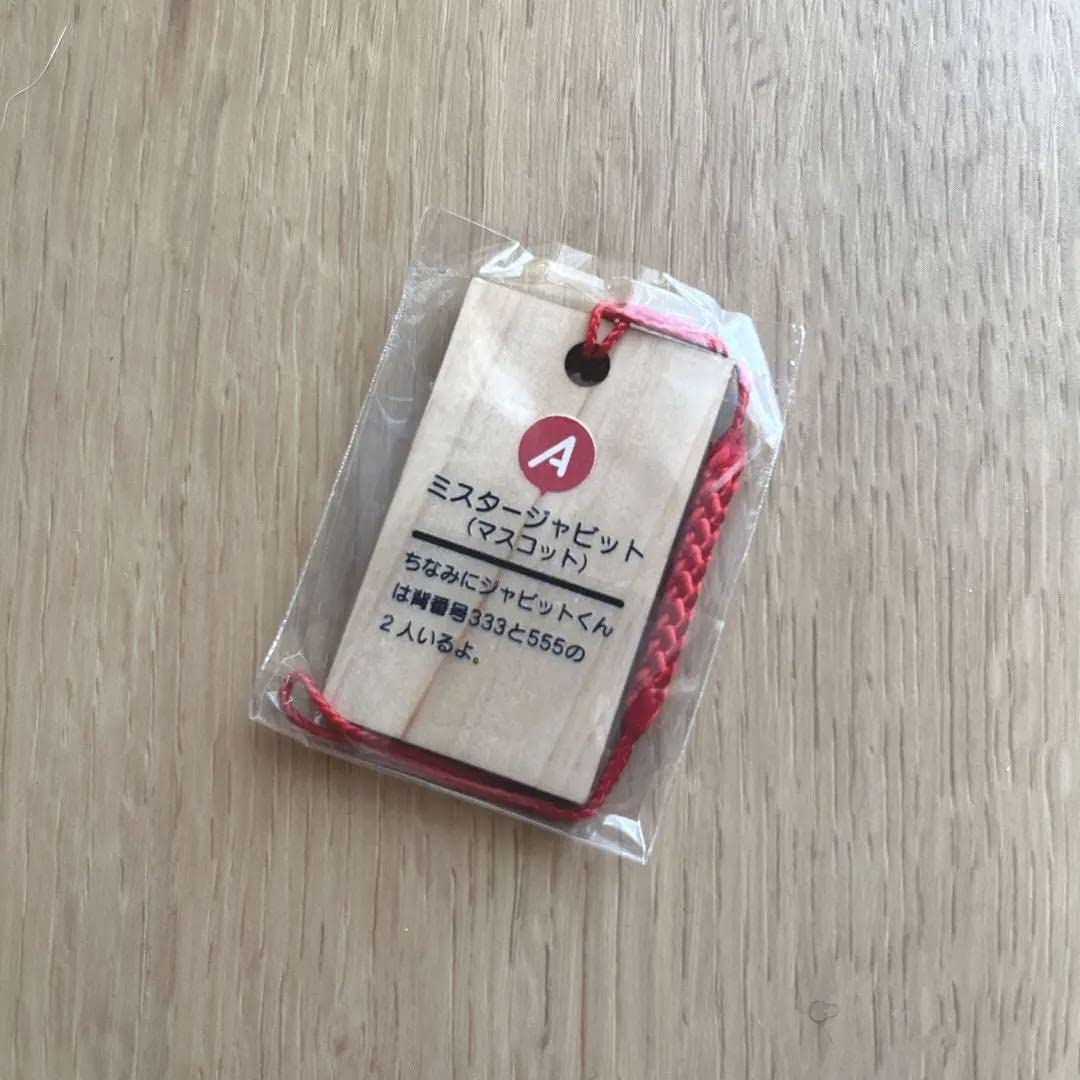 A
ミスタージャビット
(マスコット)
ちなみにジャビットくん
は背番号333と555の
2人いるよ。